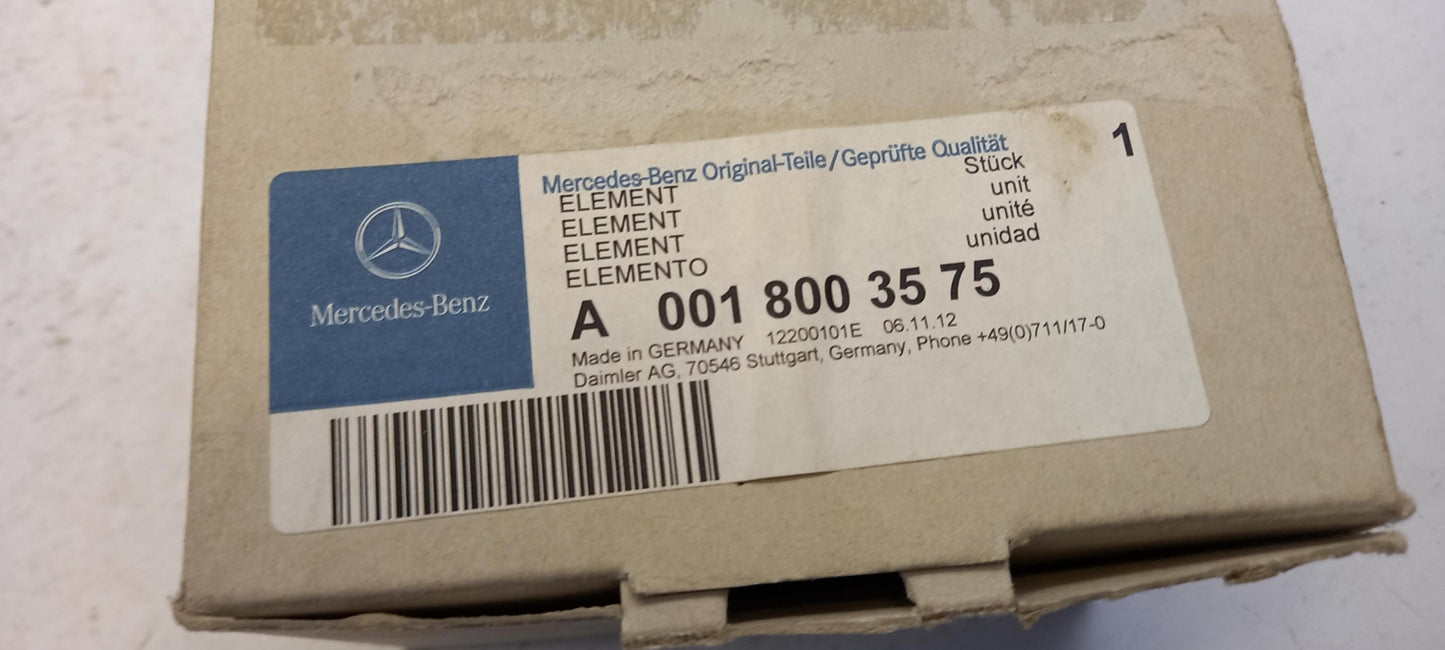 Mercedes-Benz
Mercedes-Benz Original-Teile/Geprüfte Qualität
1
ELEMENT Stück
ELEMENT unit
ELEMENT unité
ELEMENTO unidad
A 001 800 35 75
Made in GERMANY 12200101E 06.11.12
Daimler AG, 70546 Stuttgart, Germany, Phone +49(0)711/17-0